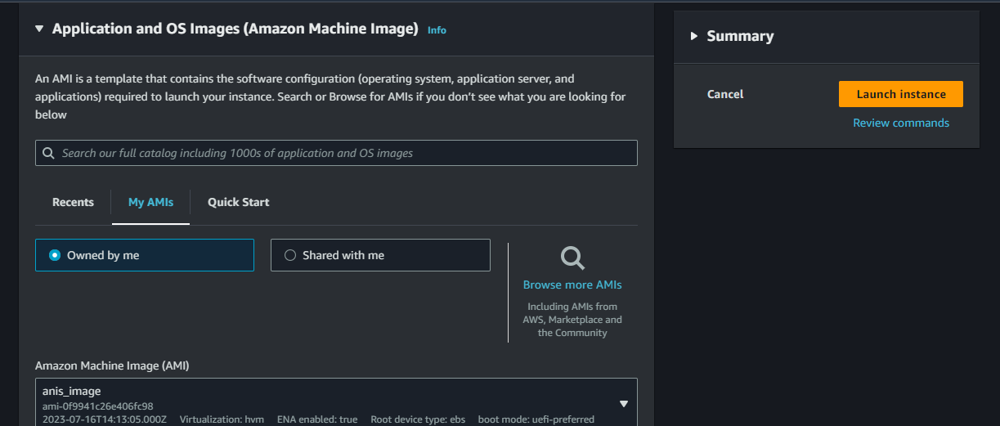 Application and OS Images (Amazon Machine Image) Info
An AMI is a template that contains the software configuration (operating system, application server, and
applications) required to launch your instance. Search or Browse for AMIs if you don't see what you are looking for
below
Search our full catalog including 1000s of application and OS images
Recents
My AMIs
Quick Start
Owned by me
Shared with me
Browse more AMIs
Including AMIs from
AWS, Marketplace and
the Community
Amazon Machine Image (AMI)
anis_image
ami-0f9941c26e406fc98
2023-07-16T14:13:05.000Z Virtualization: hvm ENA enabled: true Root device type: ebs boot mode: uefi-preferred
Summary
Cancel
Launch instance
Review commands